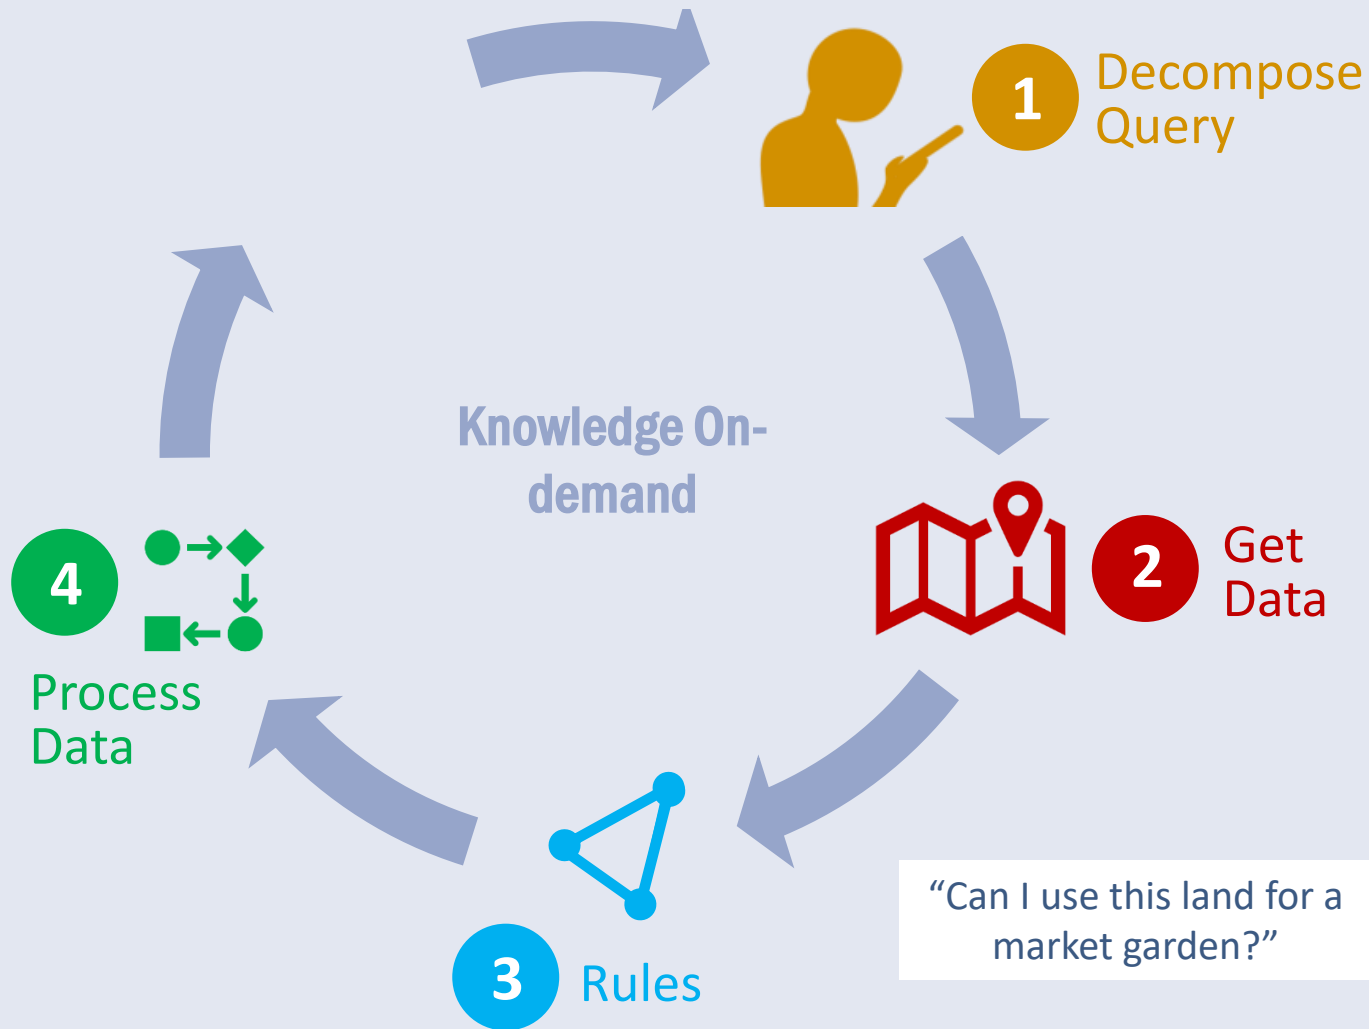 1
Decompose
Query
Knowledge On-
demand
2
Get
Data
4
Process
Data
3
Rules
“Can I use this land for a
market garden?”